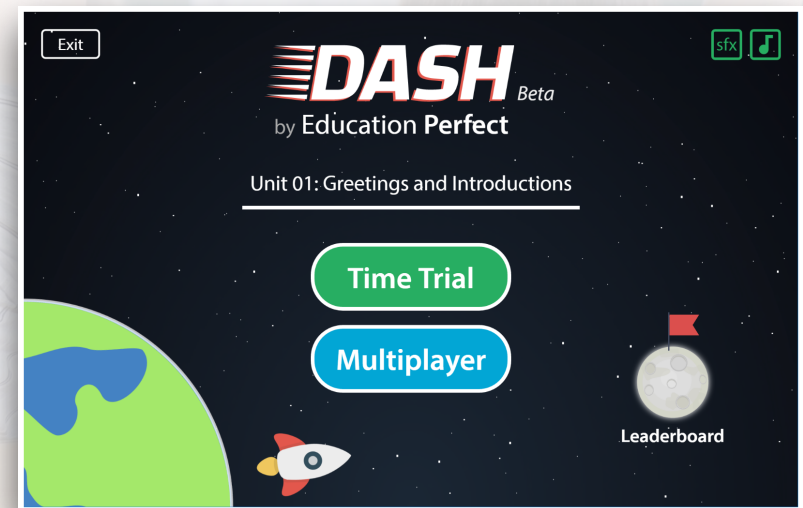 Exit
sfx
DASH Beta
by Education Perfect
Unit 01: Greetings and Introductions
Time Trial
Multiplayer
Leaderboard